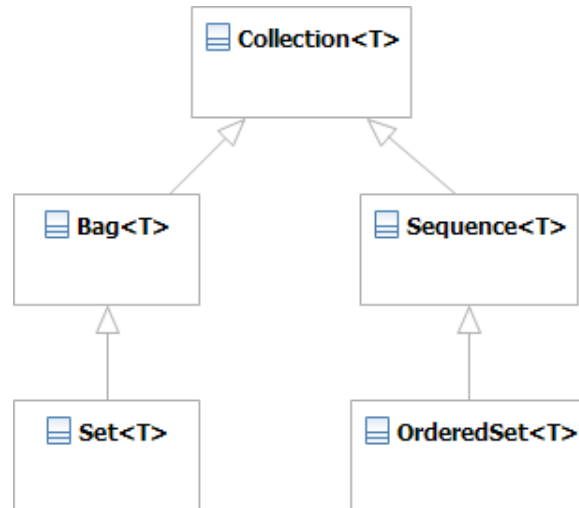 Collection<T>
Bag<T>
Sequence<T>
Set<T>
OrderedSet<T>